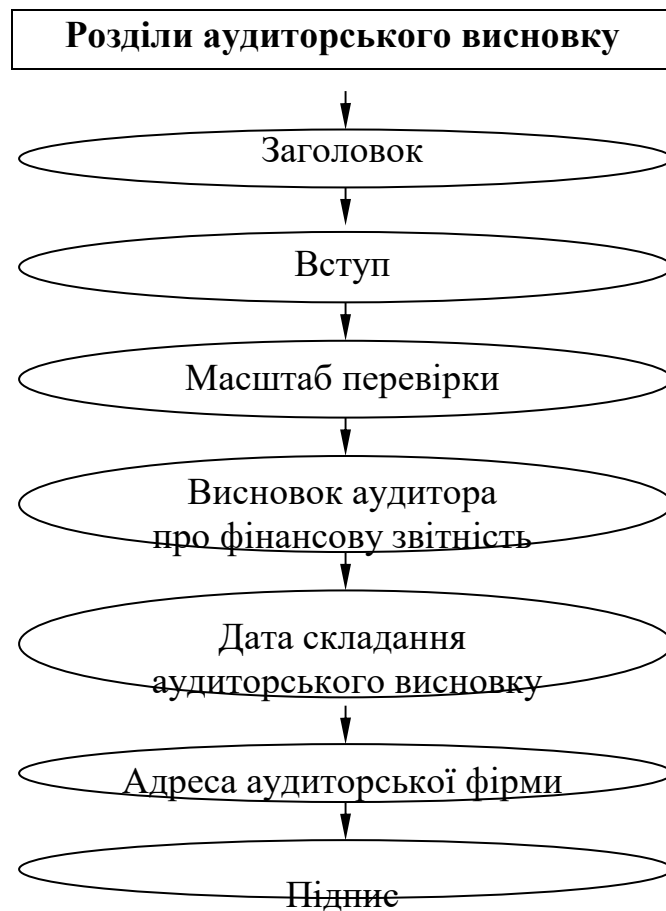 Розділи аудиторського висновку
Заголовок
Вступ
Масштаб перевірки
Висновок аудитора
про фінансову звітність
Дата складання
аудиторського висновку
Адреса аудиторської фірми
Підпис